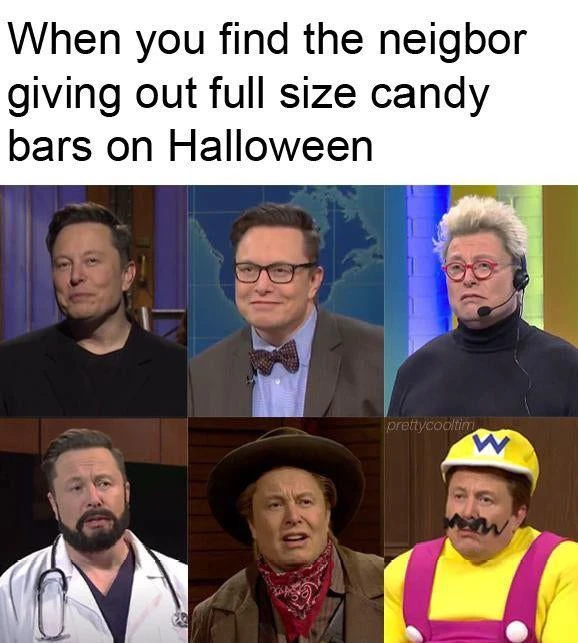 When you find the neigbor
giving out full size candy
bars on Halloween
prettycooltim
W